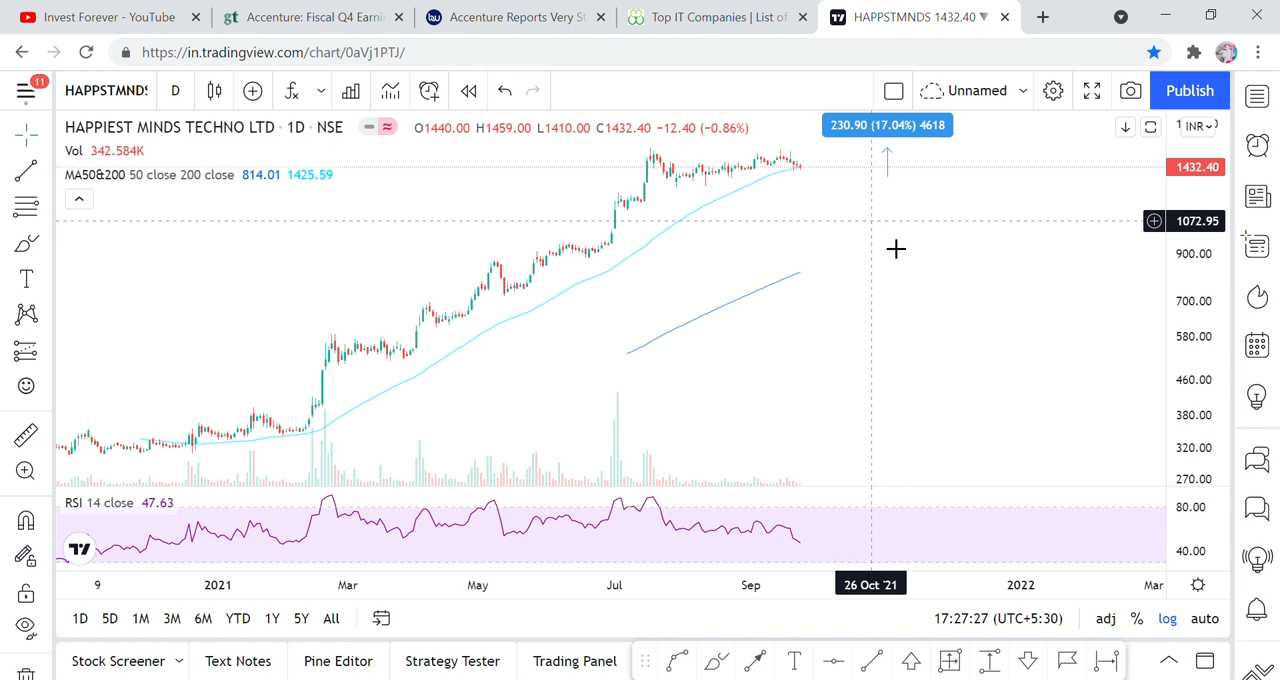 Invest Forever - YouTube
Accenture: Fiscal Q4 Earni
Accenture Reports Very St
Top IT Companies | List of
HAPPSTMNDS 1432.40 ▼
https://in.tradingview.com/chart/0aVj1PTJ/
11
HAPPSTMNDS
D
Unnamed
Publish
HAPPIEST MINDS TECHNO LTD · 1D · NSE
O1440.00 H1459.00 L1410.00 C1432.40 −12.40 (−0.86%)
230.90 (17.04%) 4618
INR
Vol 342.584K
MA50&200 50 close 200 close 814.01 1425.59
1432.40
1072.95
900.00
700.00
580.00
460.00
380.00
320.00
270.00
RSI 14 close 47.63
80.00
40.00
9
2021
Mar
May
Jul
Sep
26 Oct '21
2022
Mar
1D 5D 1M 3M 6M YTD 1Y 5Y All
17:27:27 (UTC+5:30)
adj % log auto
Stock Screener
Text Notes
Pine Editor
Strategy Tester
Trading Panel